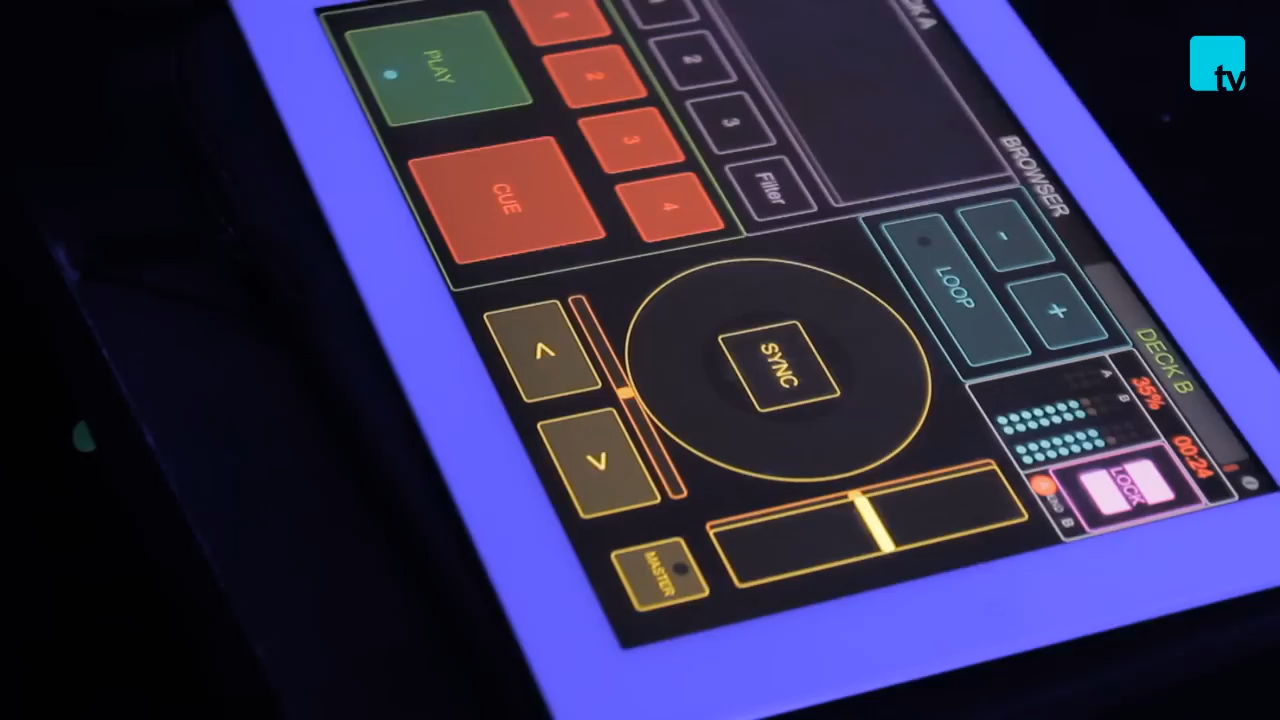 tv
PLAY
CUE
1
2
3
4
2
3
Filter
BROWSER
LOOP
-
+
SYNC
<
>
MASTER
DECK B
35%
00:24
A
B
LOCK
A
B